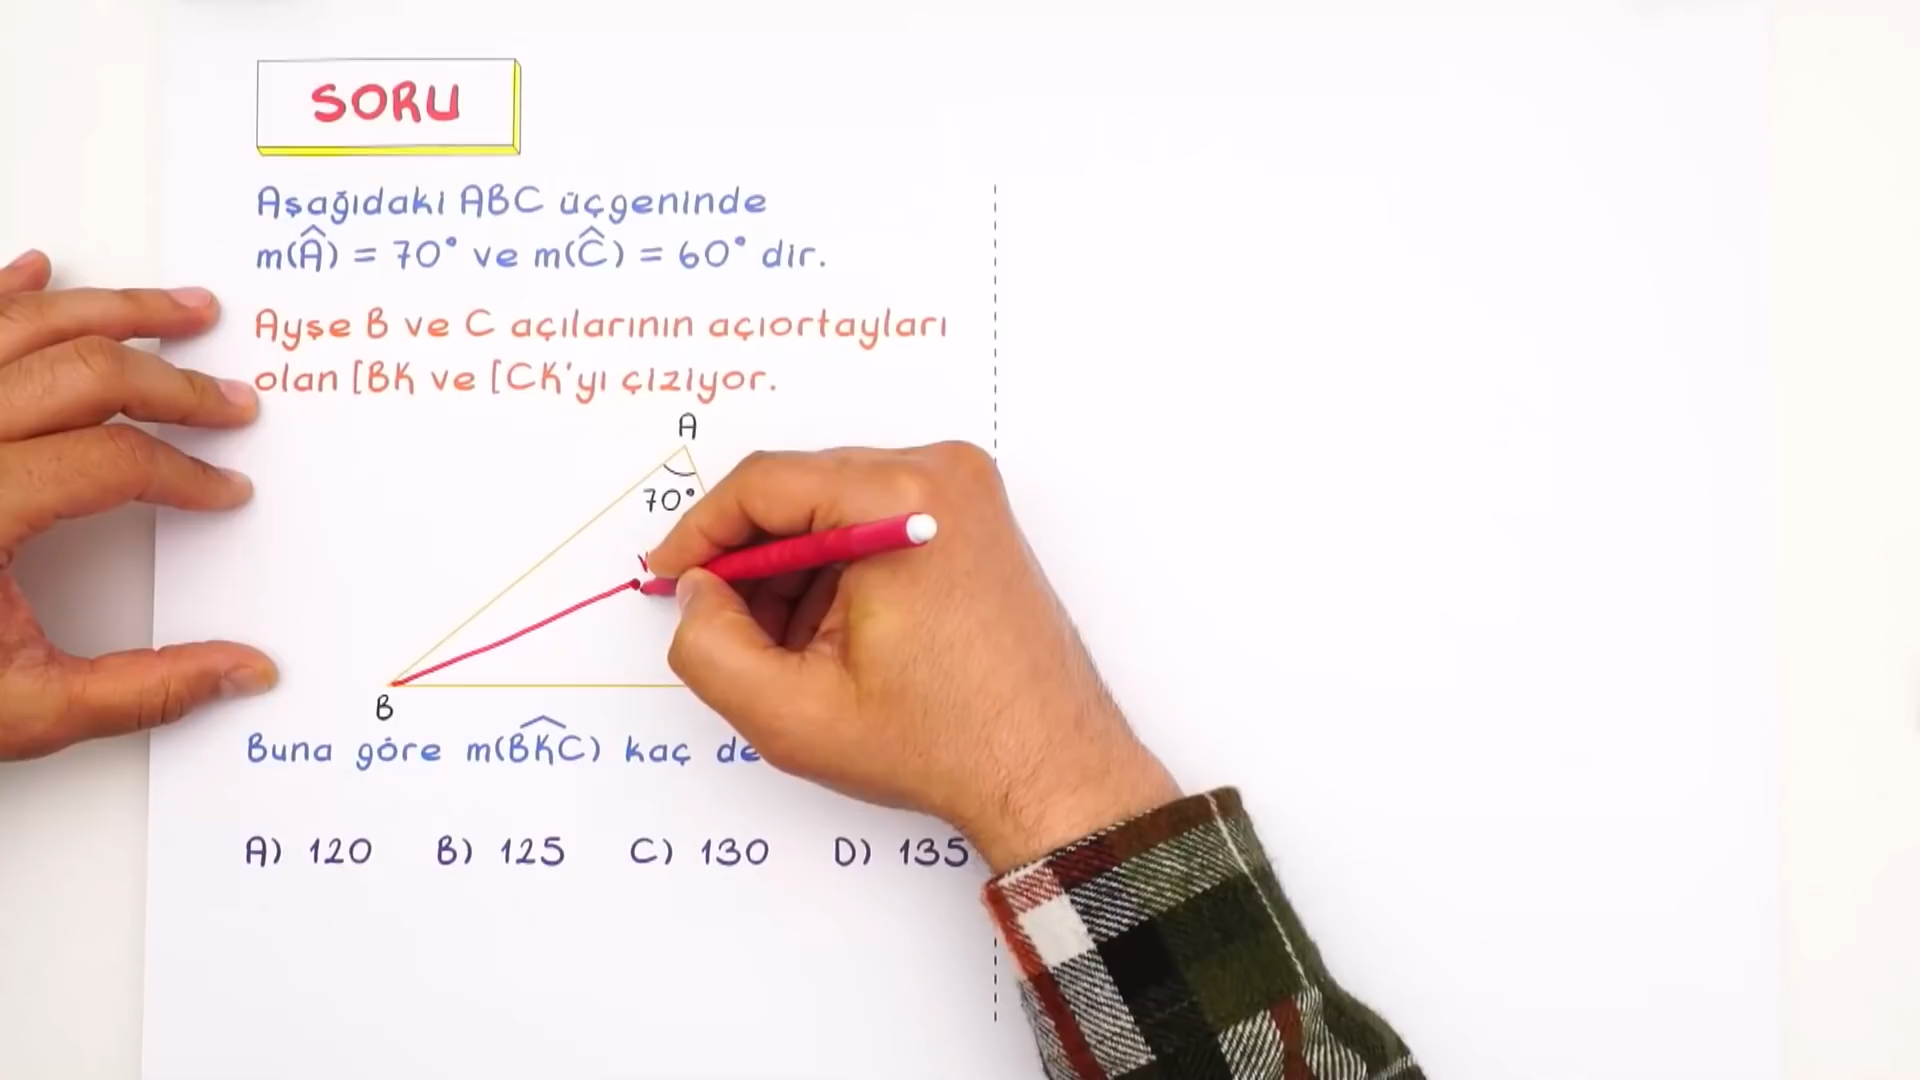 SORU
Aşağıdaki ABC üçgeninde
m(Â) = 70° ve m(Ĉ) = 60° dir.
Ayşe B ve C açılarının açıortayları
olan [BK ve [CK'yı çiziyor.
A
70°
B
Buna göre m(BK̂C) kaç
A) 120 B) 125 C) 130 D) 135